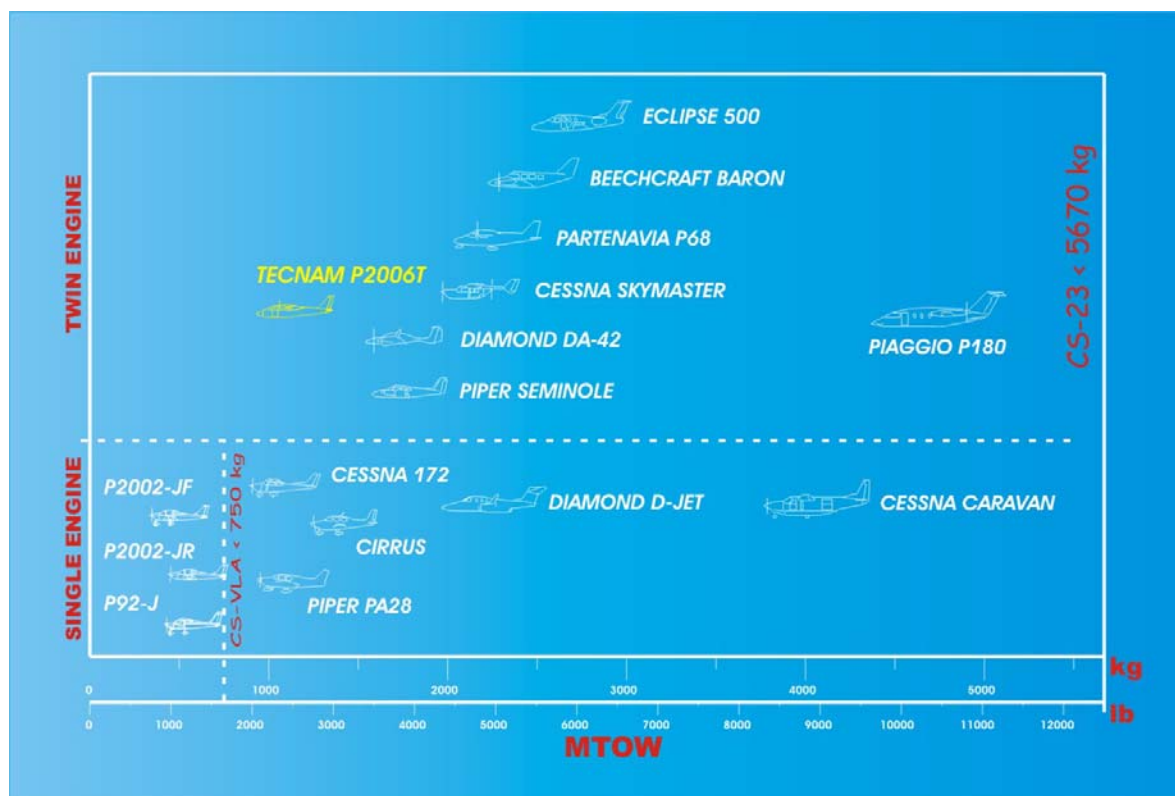 ECLIPSE 500
BEECHCRAFT BARON
PARTENAVIA P68
TECNAM P2006T
CESSNA SKYMASTER
DIAMOND DA-42
PIAGGIO P180
PIPER SEMINOLE
TWIN ENGINE
CS-23 < 5670 kg
P2002-JF
CESSNA 172
DIAMOND D-JET
CESSNA CARAVAN
CIRRUS
P2002-JR
P92-J
PIPER PA28
SINGLE ENGINE
CS-VLA < 750 kg
0 1000 2000 3000 4000 5000 kg
0 1000 2000 3000 4000 5000 6000 7000 8000 9000 10000 11000 12000 lb
MTOW